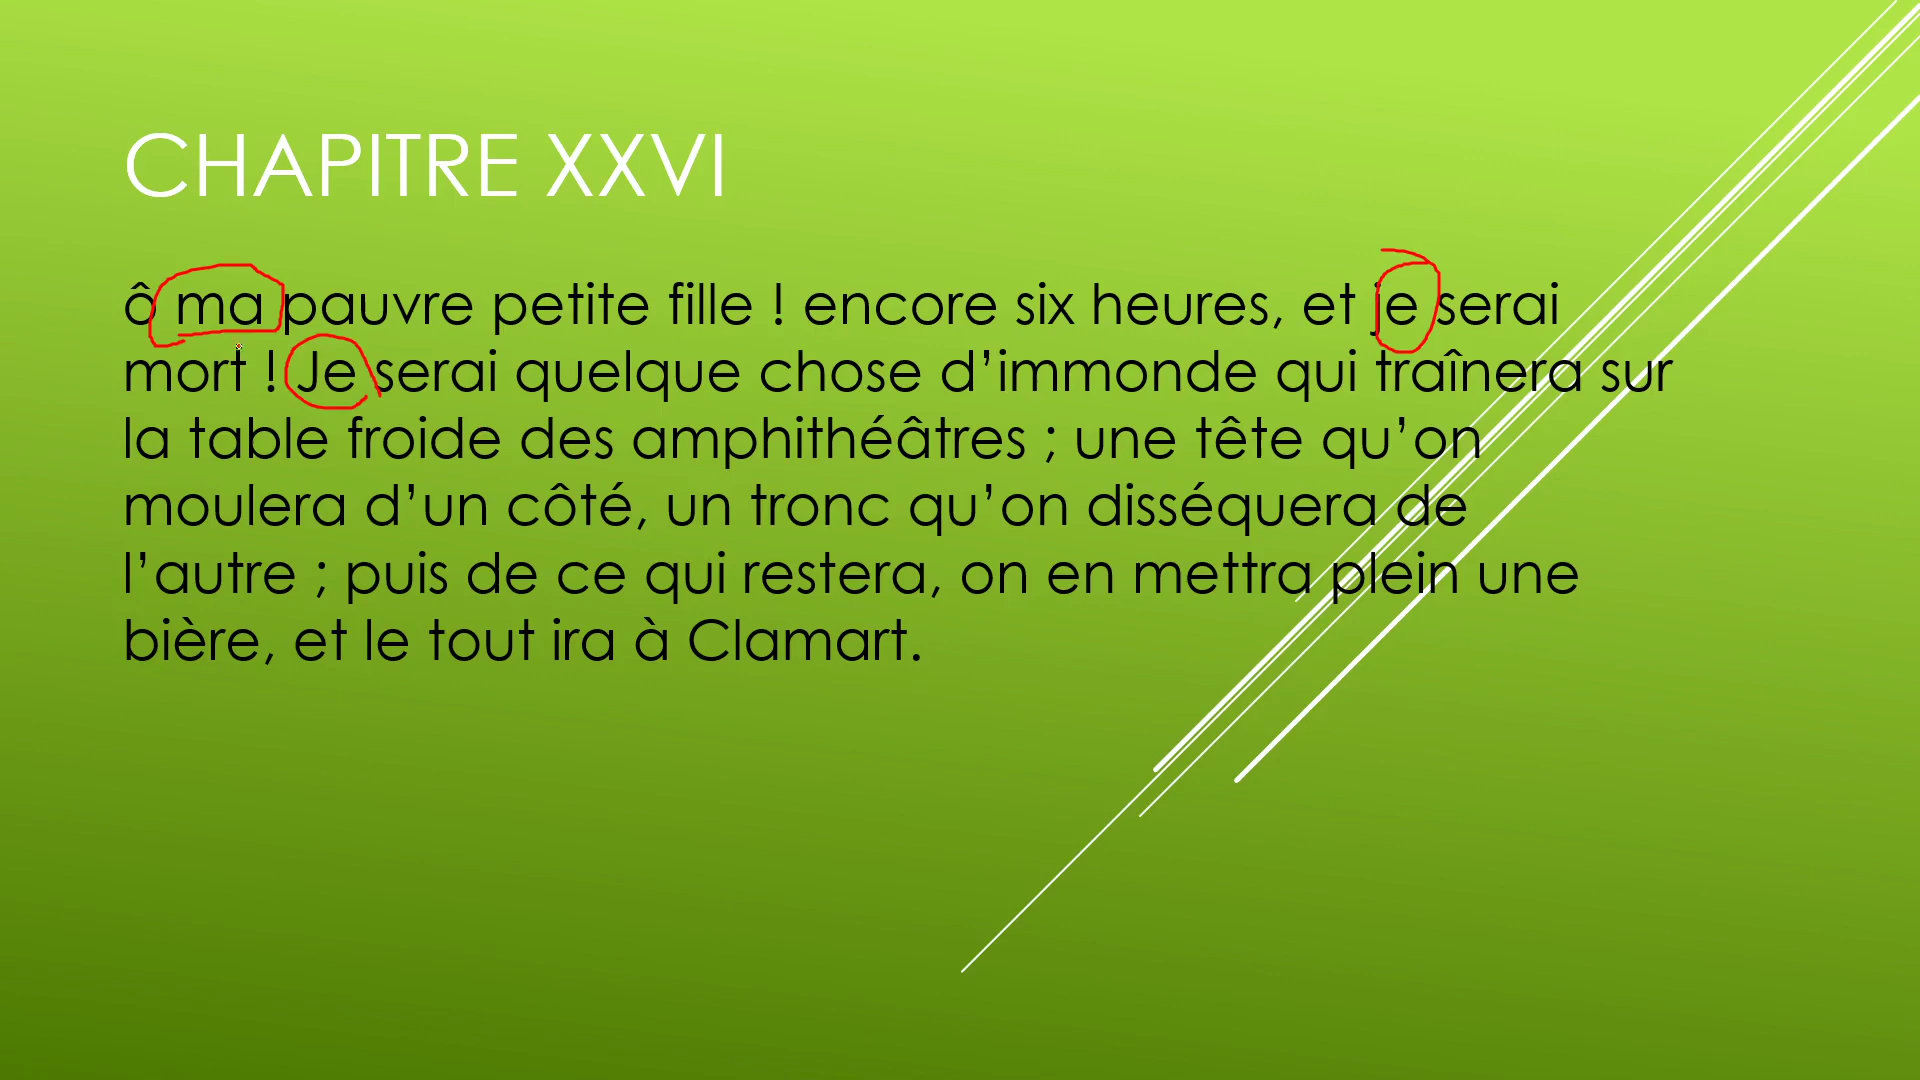 CHAPITRE XXVI
ô ma pauvre petite fille ! encore six heures, et je serai
mort ! Je serai quelque chose d’immonde qui traînera sur
la table froide des amphithéâtres ; une tête qu’on
moulera d’un côté, un tronc qu’on disséquera de
l’autre ; puis de ce qui restera, on en mettra plein une
bière, et le tout ira à Clamart.